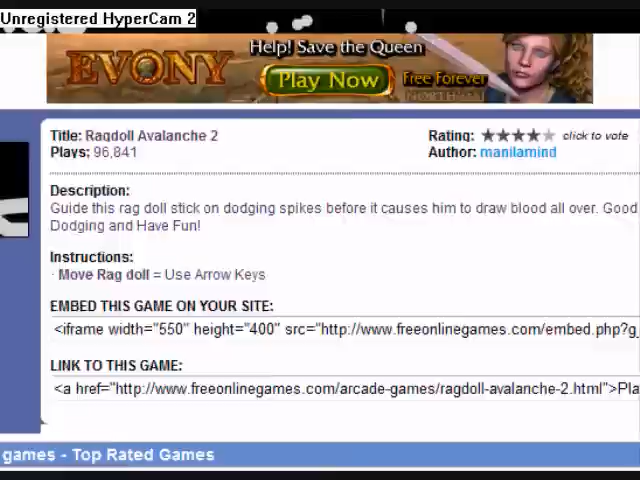 Unregistered HyperCam 2
Help! Save the Queen
EVONY
Play Now
Free Forever
Title: Ragdoll Avalanche 2
Rating: click to vote
Plays: 96,841
Author: manilamind
Description:
Guide this rag doll stick on dodging spikes before it causes him to draw blood all over. Good
Dodging and Have Fun!
Instructions:
· Move Rag doll = Use Arrow Keys
EMBED THIS GAME ON YOUR SITE:
<iframe width="550" height="400" src="http://www.freeonlinegames.com/embed.php?g_
LINK TO THIS GAME:
<a href="http://www.freeonlinegames.com/arcade-games/ragdoll-avalanche-2.html">Pla
games - Top Rated Games